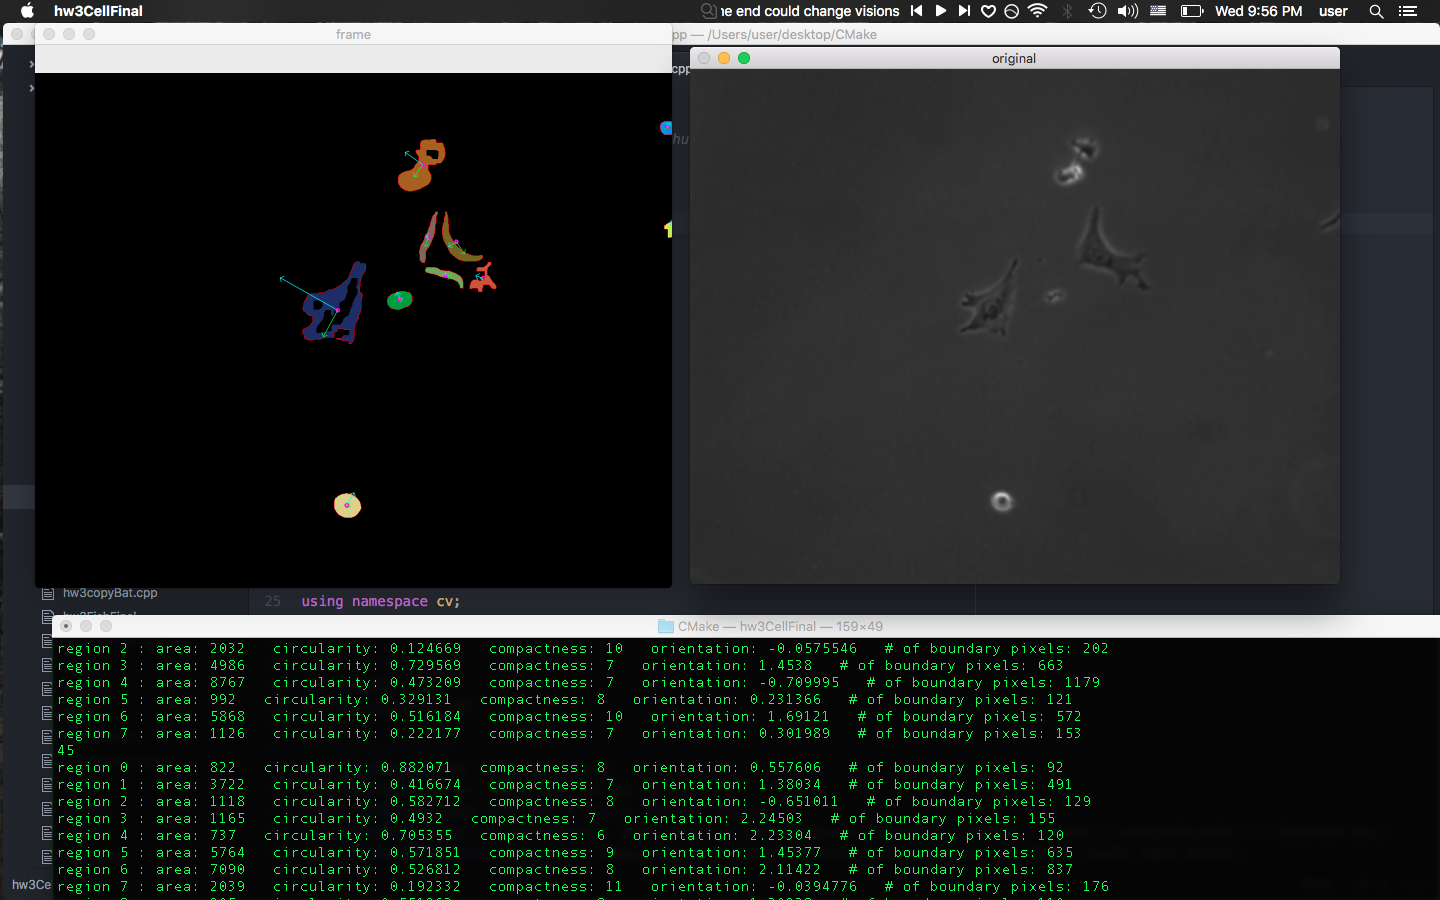 hw3CellFinal
ne end could change visions
Wed 9:56 PM user
frame
pp — /Users/user/desktop/CMake
original
cpp
hu
hw3copyBat.cpp
hw3FishFinal
25 using namespace cv;
CMake — hw3CellFinal — 159×49
region 2 : area: 2032 circularity: 0.124669 compactness: 10 orientation: -0.0575546 # of boundary pixels: 202
region 3 : area: 4986 circularity: 0.729569 compactness: 7 orientation: 1.4538 # of boundary pixels: 663
region 4 : area: 8767 circularity: 0.473209 compactness: 7 orientation: -0.709995 # of boundary pixels: 1179
region 5 : area: 992 circularity: 0.329131 compactness: 8 orientation: 0.231366 # of boundary pixels: 121
region 6 : area: 5868 circularity: 0.516184 compactness: 10 orientation: 1.69121 # of boundary pixels: 572
region 7 : area: 1126 circularity: 0.222177 compactness: 7 orientation: 0.301989 # of boundary pixels: 153
45
region 0 : area: 822 circularity: 0.882071 compactness: 8 orientation: 0.557606 # of boundary pixels: 92
region 1 : area: 3722 circularity: 0.416674 compactness: 7 orientation: 1.38034 # of boundary pixels: 491
region 2 : area: 1118 circularity: 0.582712 compactness: 8 orientation: -0.651011 # of boundary pixels: 129
region 3 : area: 1165 circularity: 0.4932 compactness: 7 orientation: 2.24503 # of boundary pixels: 155
region 4 : area: 737 circularity: 0.705355 compactness: 6 orientation: 2.23304 # of boundary pixels: 120
region 5 : area: 5764 circularity: 0.571851 compactness: 9 orientation: 1.45377 # of boundary pixels: 635
region 6 : area: 7090 circularity: 0.526812 compactness: 8 orientation: 2.11422 # of boundary pixels: 837
hw3Ce
region 7 : area: 2039 circularity: 0.192332 compactness: 11 orientation: -0.0394776 # of boundary pixels: 176